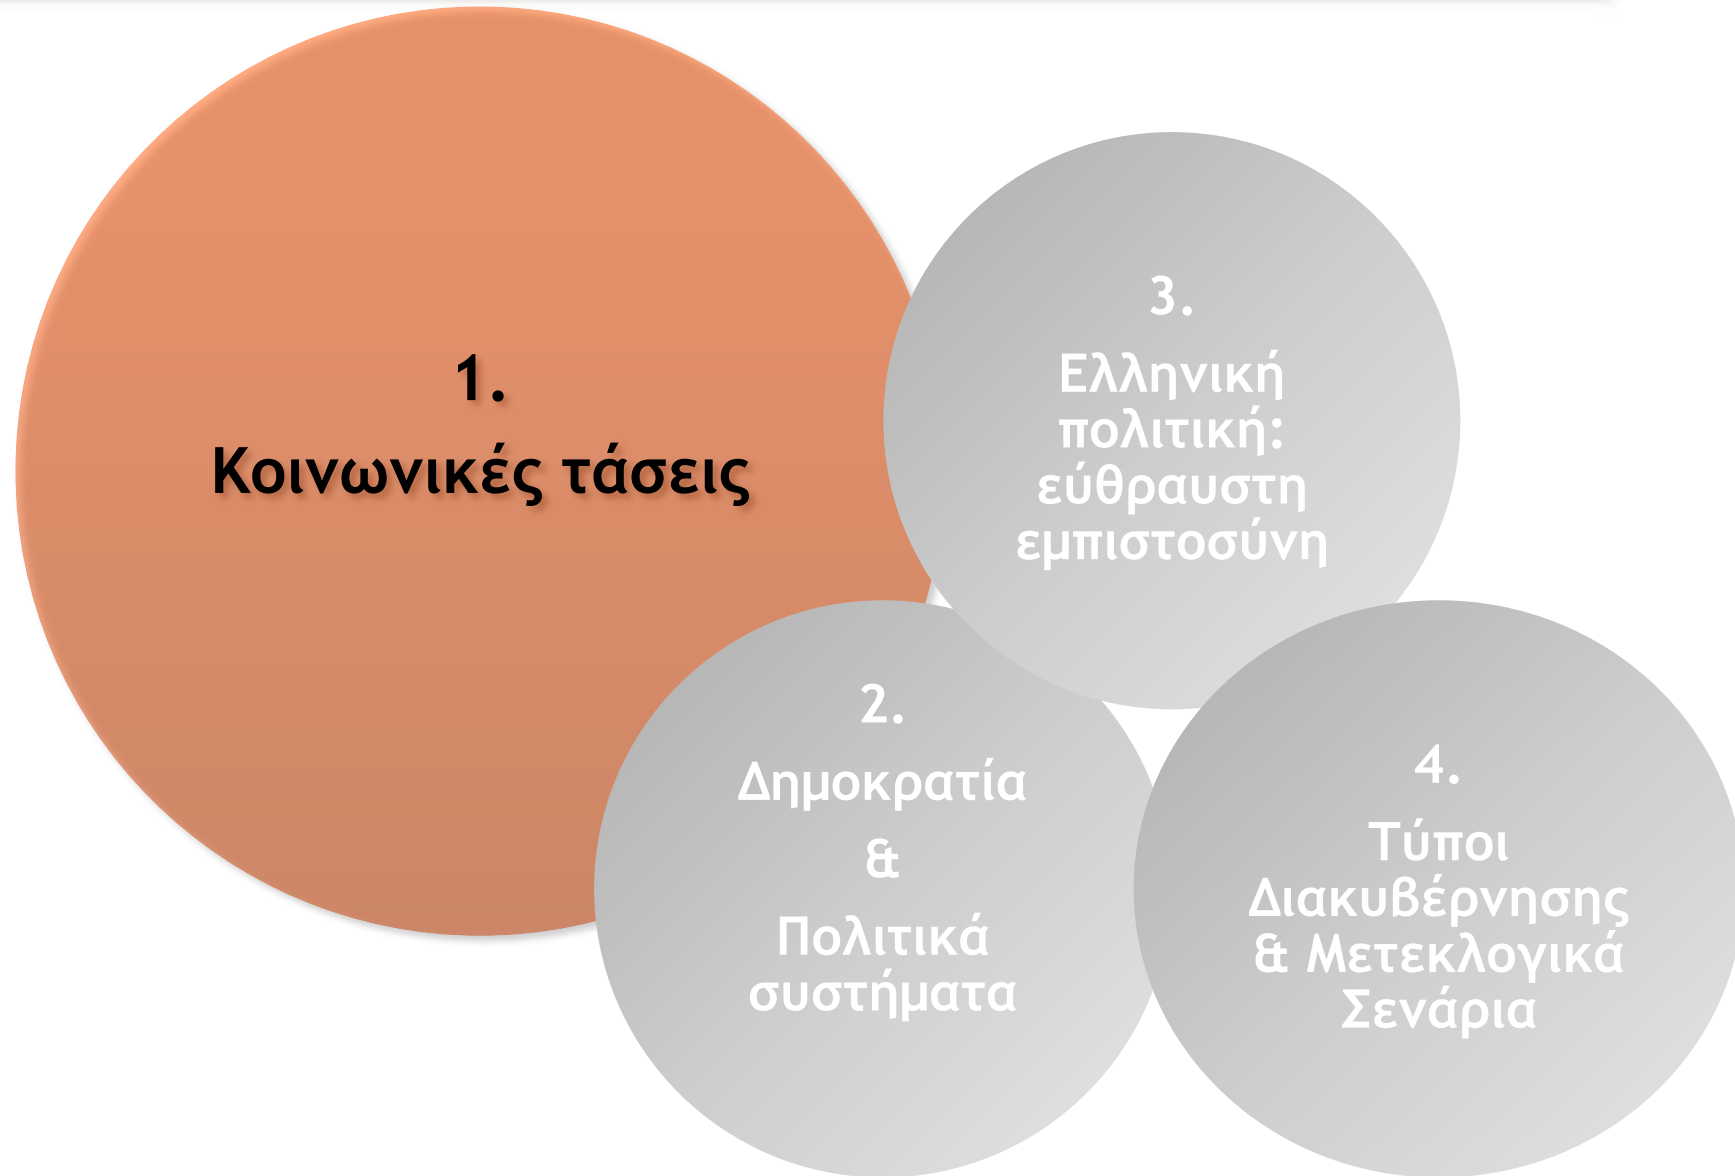 1.
Κοινωνικές τάσεις
2.
Δημοκρατία
&
Πολιτικά
συστήματα
3.
Ελληνική
πολιτική:
εύθραυστη
εμπιστοσύνη
4.
Τύποι
Διακυβέρνησης
& Μετεκλογικά
Σενάρια